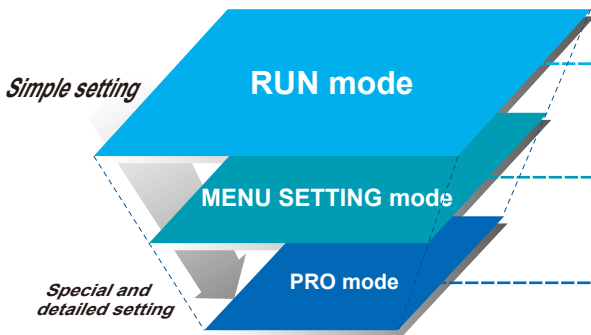 RUN mode
Simple setting
MENU SETTING mode
PRO mode
Special and
detailed setting